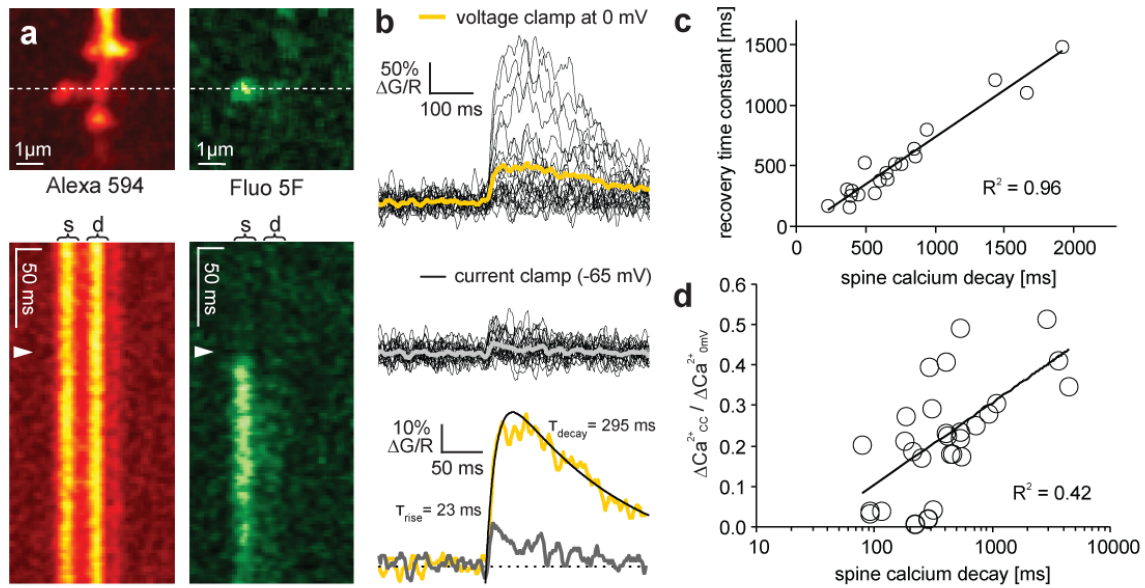 a
1μm
1μm
Alexa 594
Fluo 5F
s d
s d
50 ms
50 ms
b
voltage clamp at 0 mV
50%
ΔG/R
100 ms
current clamp (-65 mV)
10%
ΔG/R
50 ms
τdecay = 295 ms
τrise = 23 ms
c
recovery time constant [ms]
1500
1000
500
0
R² = 0.96
0 500 1000 1500 2000
spine calcium decay [ms]
d
ΔCa²⁺cc / ΔCa²⁺0mV
0.6
0.5
0.4
0.3
0.2
0.1
0.0
R² = 0.42
10 100 1000 10000
spine calcium decay [ms]